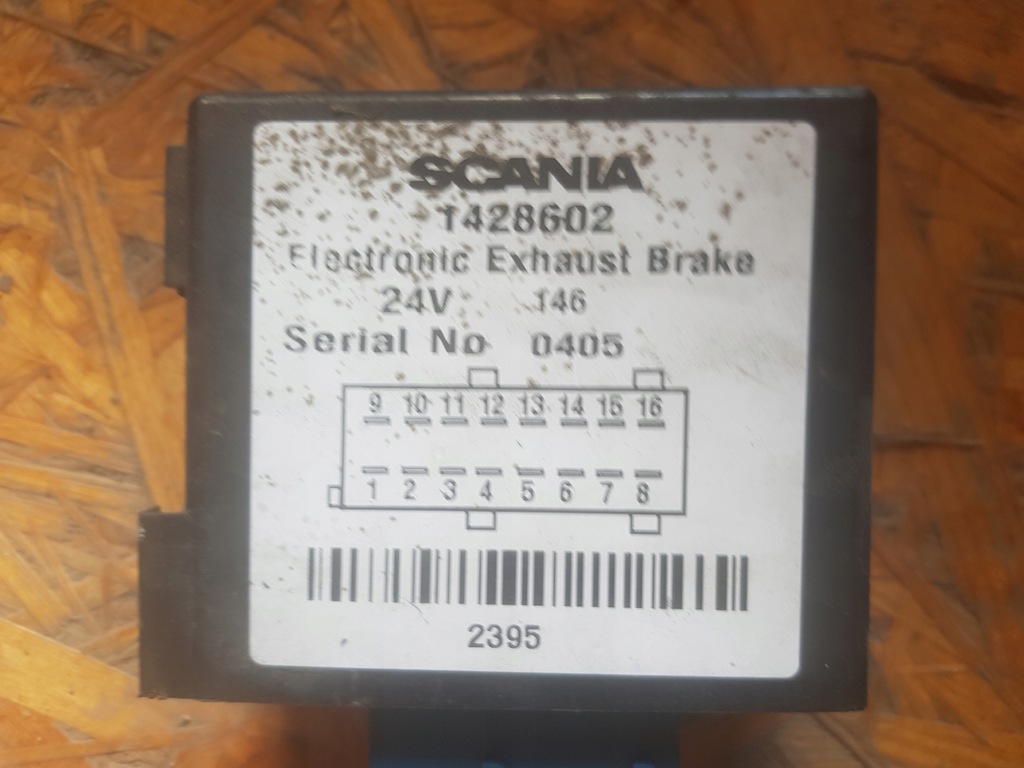 SCANIA
1428602
Electronic Exhaust Brake
24V 146
Serial No 0405
9 10 11 12 13 14 15 16
1 2 3 4 5 6 7 8
2395